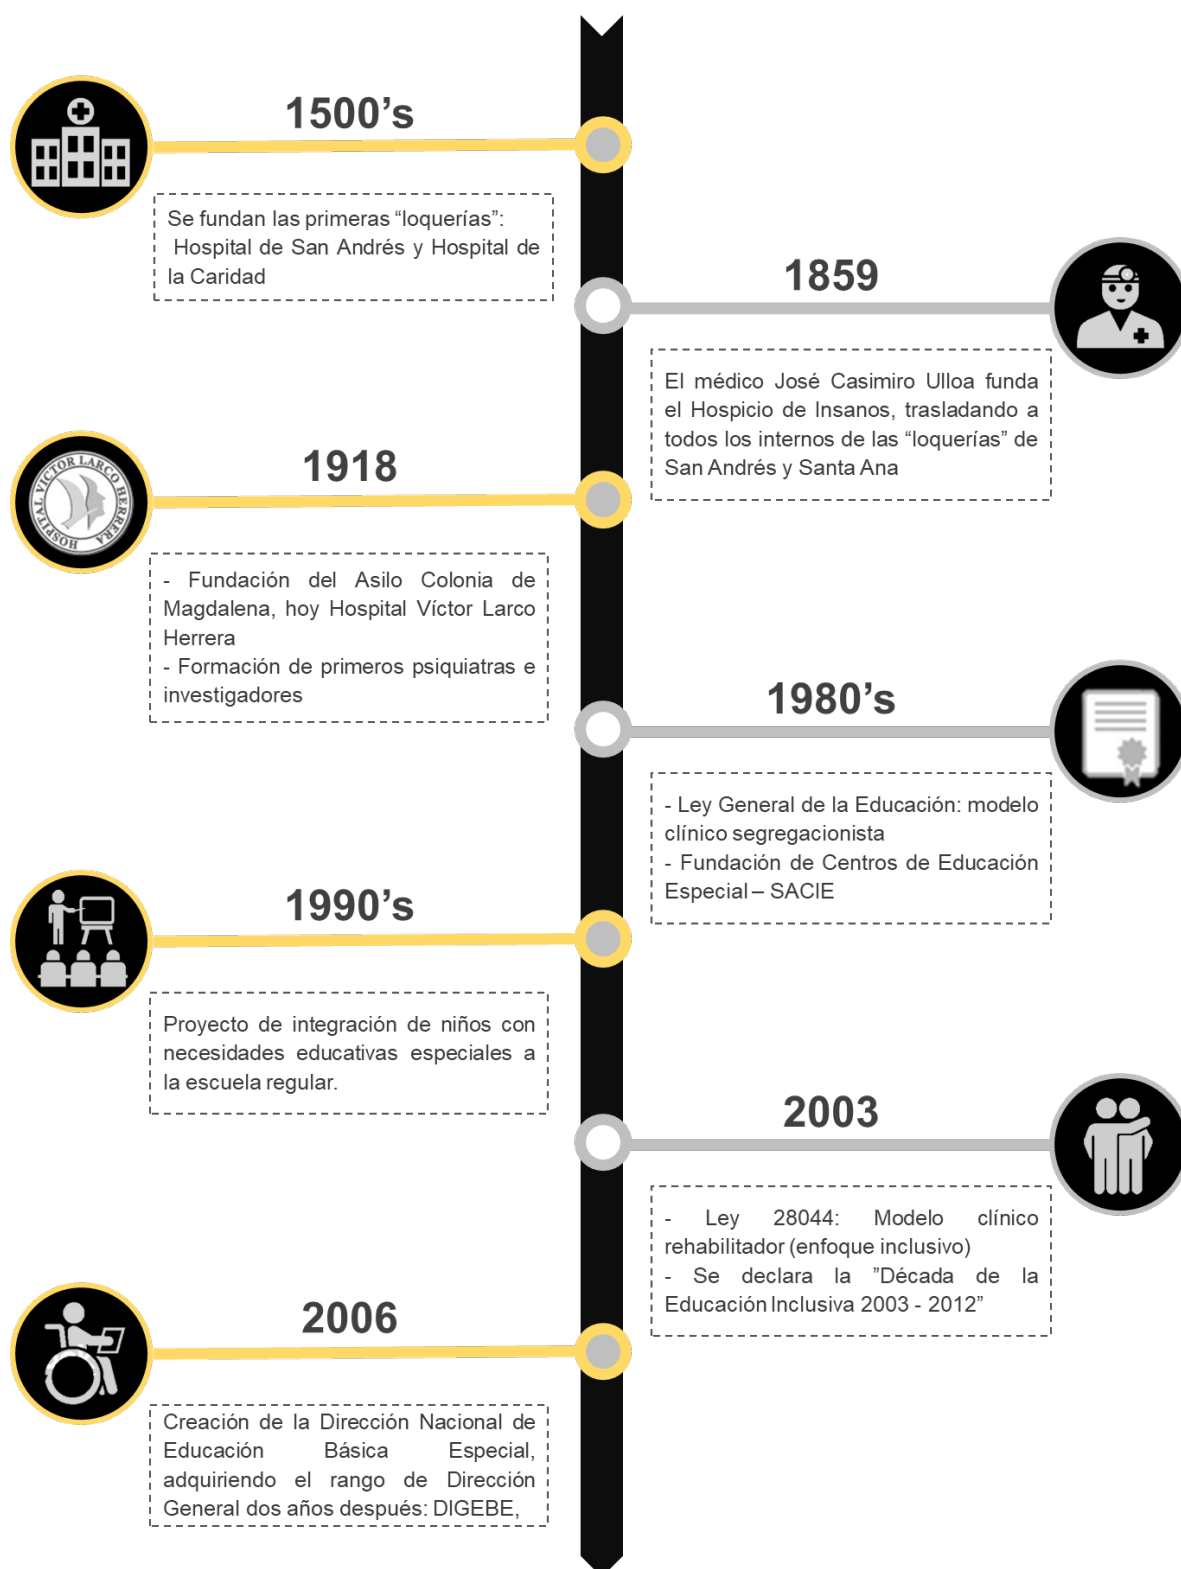 1500’s
Se fundan las primeras “loquerías”:
Hospital de San Andrés y Hospital de
la Caridad
1859
El médico José Casimiro Ulloa funda
el Hospicio de Insanos, trasladando a
todos los internos de las “loquerías” de
San Andrés y Santa Ana
HOSPITAL VICTOR LARCO HERRERA
1918
- Fundación del Asilo Colonia de
Magdalena, hoy Hospital Víctor Larco
Herrera
- Formación de primeros psiquiatras e
investigadores
1980’s
- Ley General de la Educación: modelo
clínico segregacionista
- Fundación de Centros de Educación
Especial – SACIE
1990’s
Proyecto de integración de niños con
necesidades educativas especiales a
la escuela regular.
2003
- Ley 28044: Modelo clínico
rehabilitador (enfoque inclusivo)
- Se declara la ”Década de la
Educación Inclusiva 2003 - 2012”
2006
Creación de la Dirección Nacional de
Educación Básica Especial,
adquiriendo el rango de Dirección
General dos años después: DIGEBE,